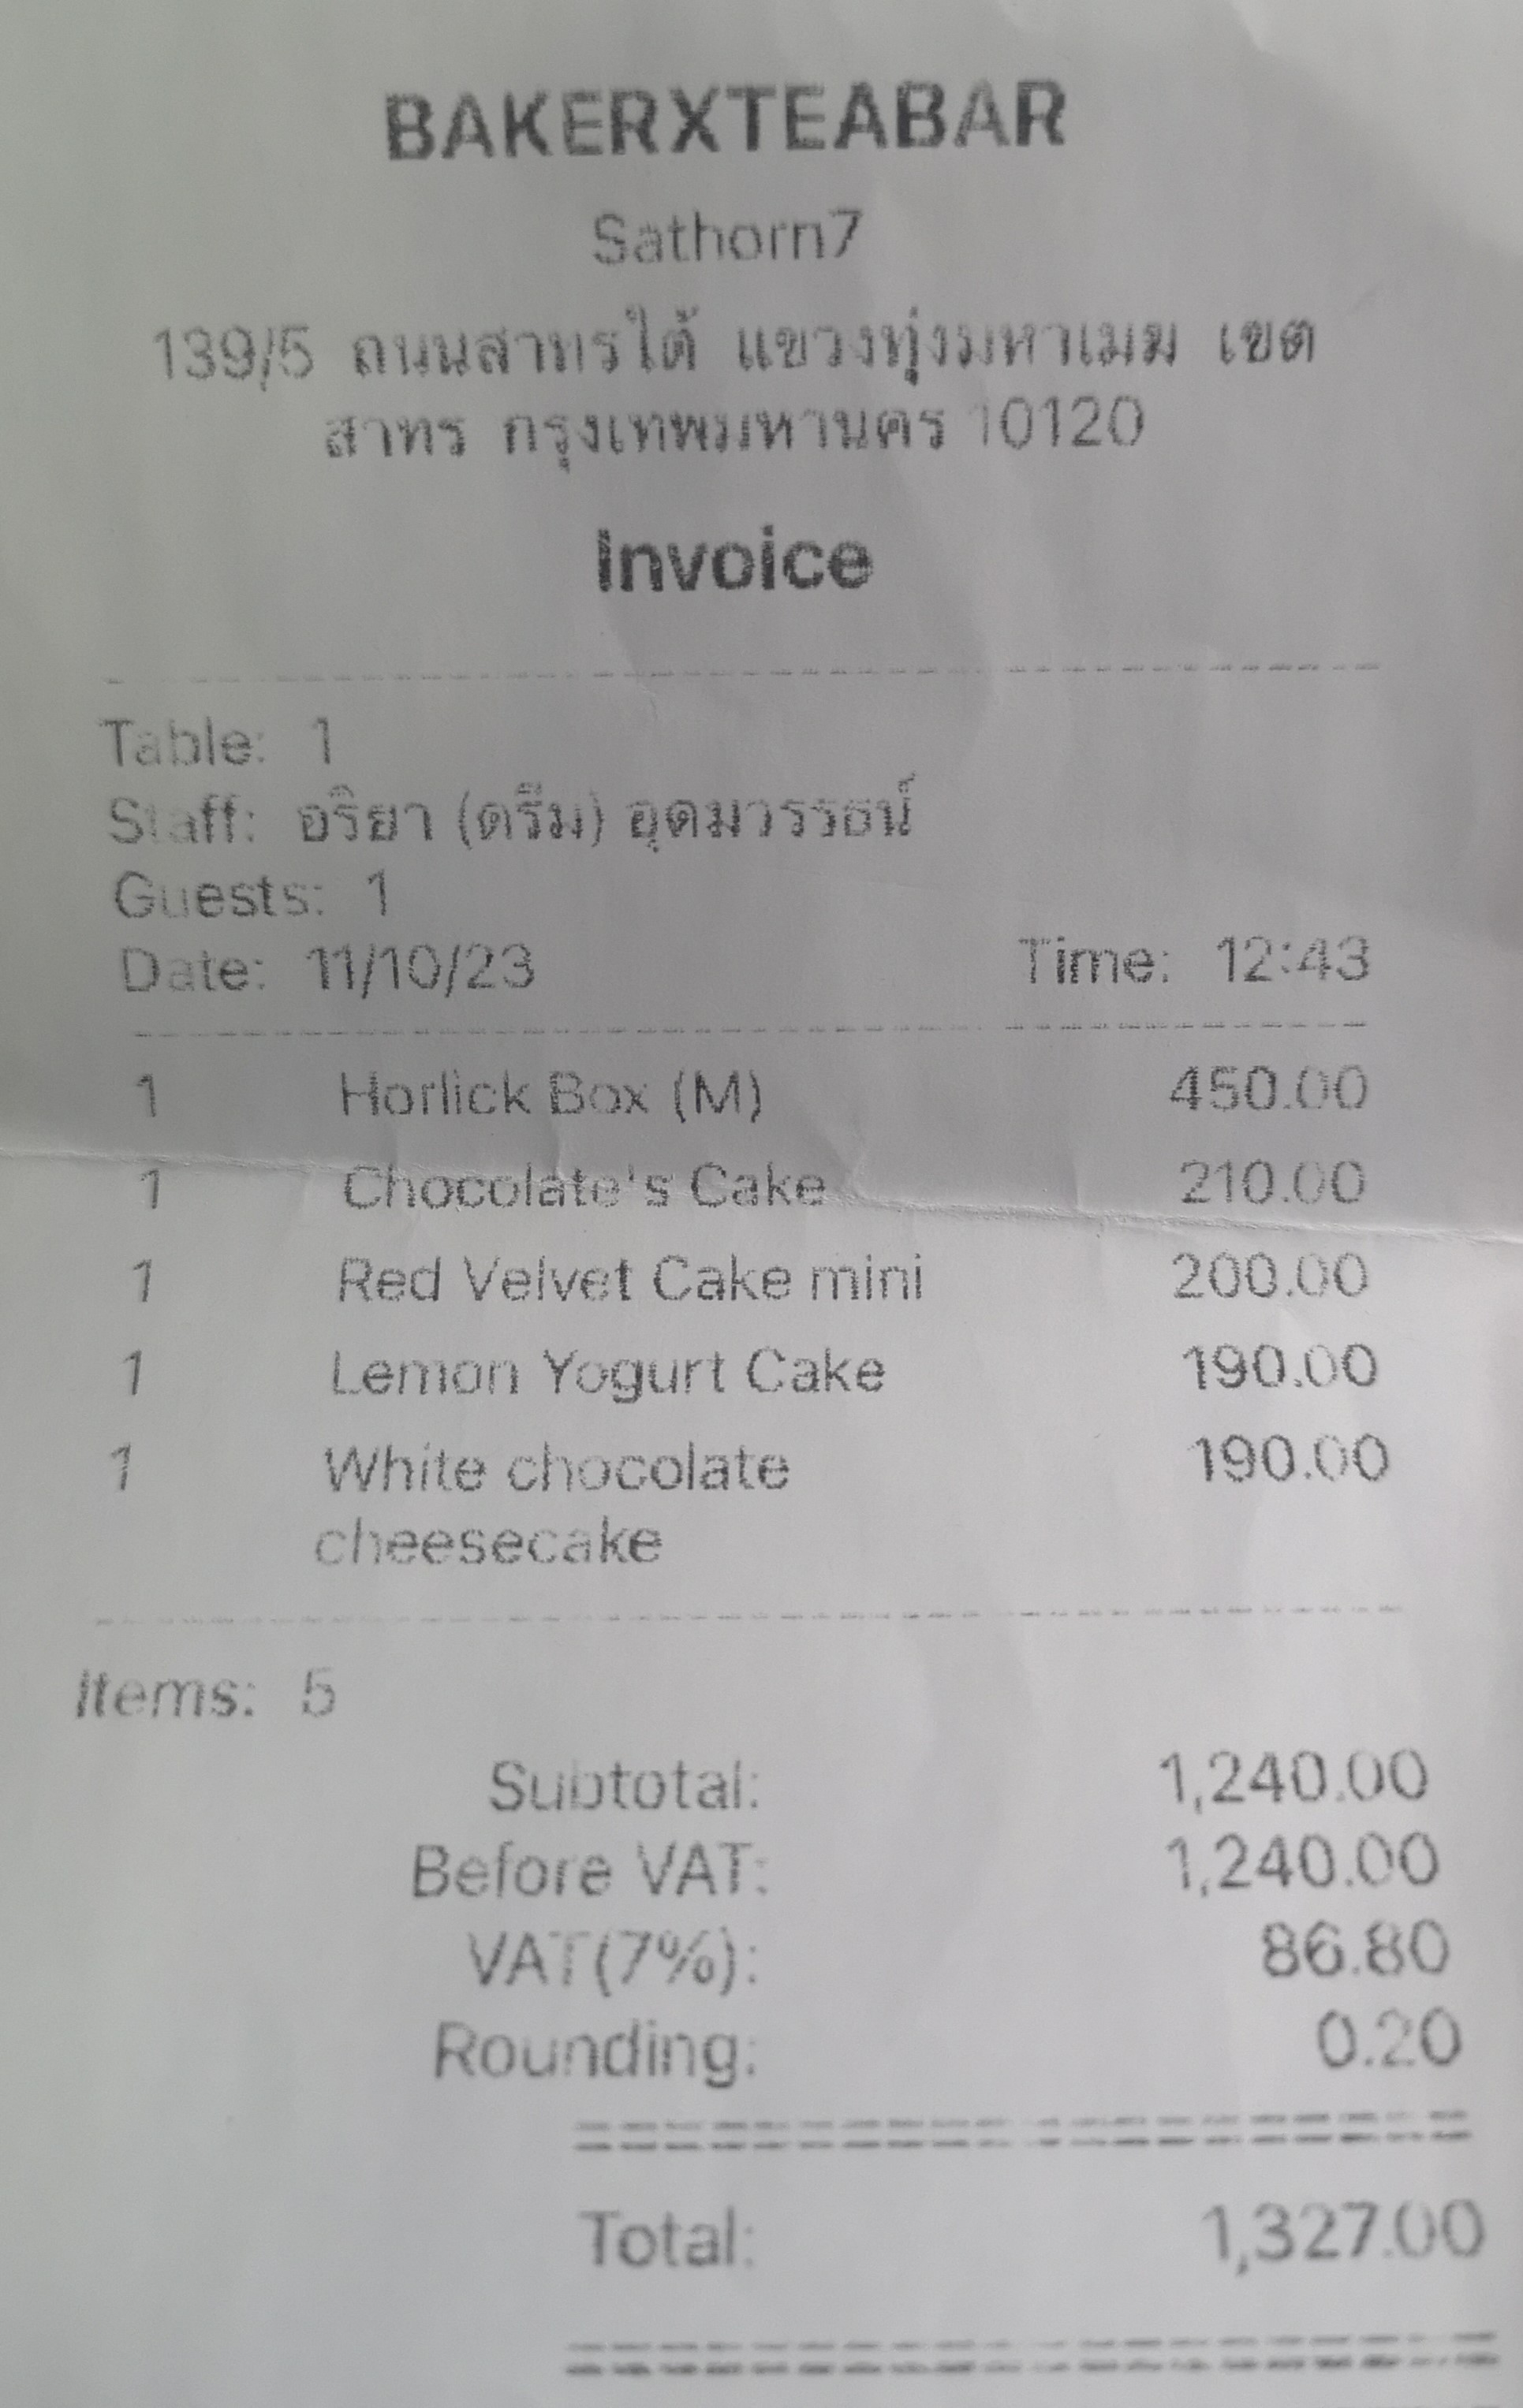 BAKERXTEABAR
Sathorn7
139/5 ถนนสาทรใต้ แขวงทุ่งมหาเมฆ เขต
สาทร กรุงเทพมหานคร 10120
Invoice
Table: 1
Staff: อริยา (ดรีม) อุดมวรรธน์
Guests: 1
Date: 11/10/23 Time: 12:43
1 Horlick Box (M) 450.00
1 Chocolate's Cake 210.00
1 Red Velvet Cake mini 200.00
1 Lemon Yogurt Cake 190.00
1 White chocolate 190.00
cheesecake
Items: 5
Subtotal: 1,240.00
Before VAT: 1,240.00
VAT(7%): 86.80
Rounding: 0.20
Total: 1,327.00